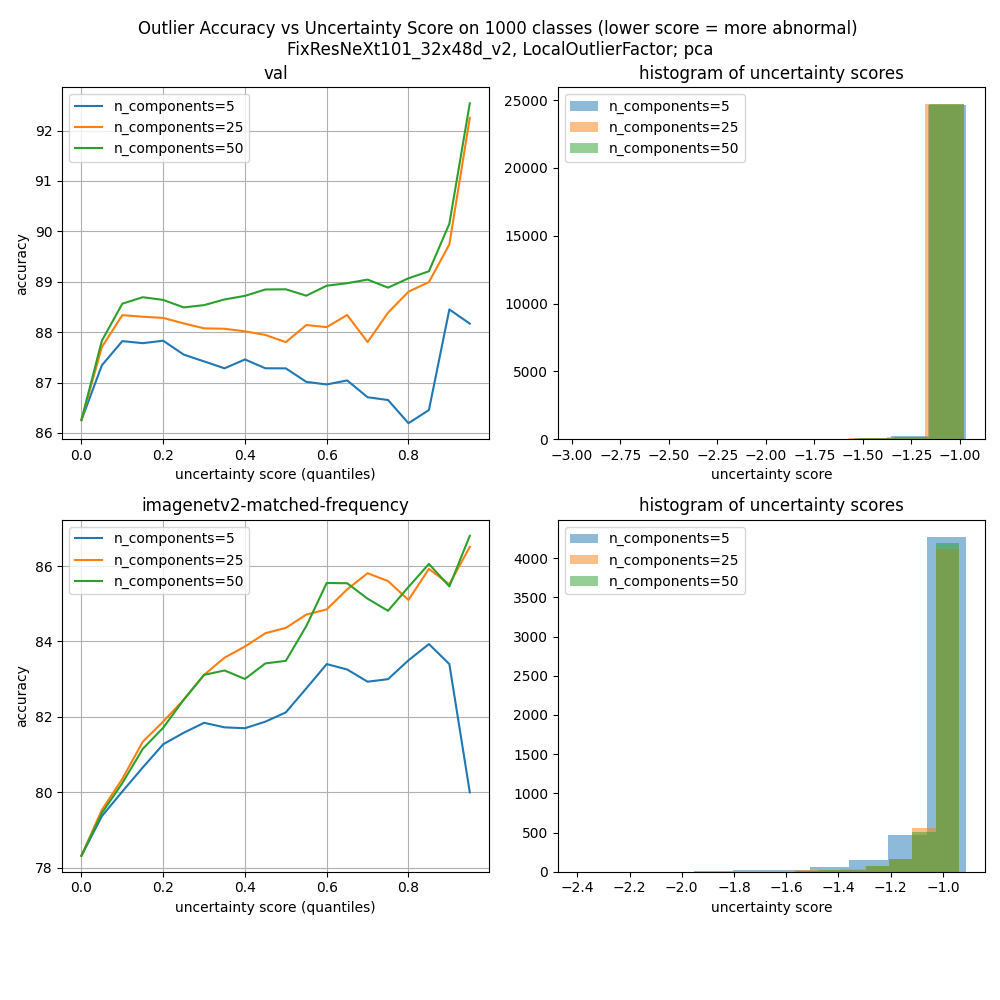 Outlier Accuracy vs Uncertainty Score on 1000 classes (lower score = more abnormal)
FixResNeXt101_32x48d_v2, LocalOutlierFactor; pca
val
n_components=5
n_components=25
n_components=50
92
91
90
89
88
87
86
accuracy
0.0 0.2 0.4 0.6 0.8
uncertainty score (quantiles)
histogram of uncertainty scores
n_components=5
n_components=25
n_components=50
25000
20000
15000
10000
5000
0
−3.00 −2.75 −2.50 −2.25 −2.00 −1.75 −1.50 −1.25 −1.00
uncertainty score
imagenetv2-matched-frequency
n_components=5
n_components=25
n_components=50
86
84
82
80
78
accuracy
0.0 0.2 0.4 0.6 0.8
uncertainty score (quantiles)
histogram of uncertainty scores
n_components=5
n_components=25
n_components=50
4000
3500
3000
2500
2000
1500
1000
500
0
−2.4 −2.2 −2.0 −1.8 −1.6 −1.4 −1.2 −1.0
uncertainty score